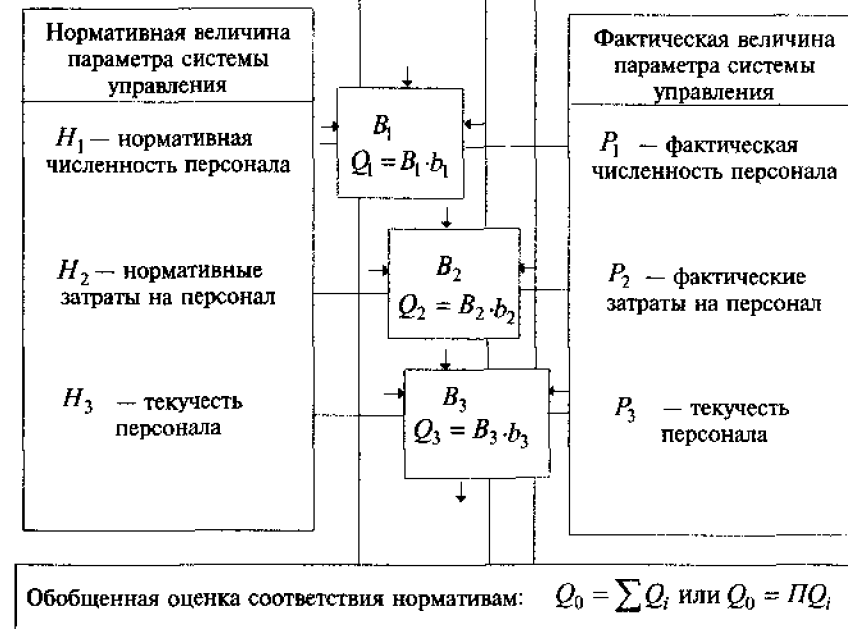 Нормативная величина
параметра системы
управления
H₁ — нормативная
численность персонала
H₂ — нормативные
затраты на персонал
H₃ — текучесть
персонала
B₁
Q₁ = B₁ · b₁
B₂
Q₂ = B₂ · b₂
B₃
Q₃ = B₃ · b₃
Фактическая величина
параметра системы
управления
P₁ — фактическая
численность персонала
P₂ — фактические
затраты на персонал
P₃ — текучесть
персонала
Обобщенная оценка соответствия нормативам: Q₀ = ∑Qᵢ или Q₀ = ПQᵢ